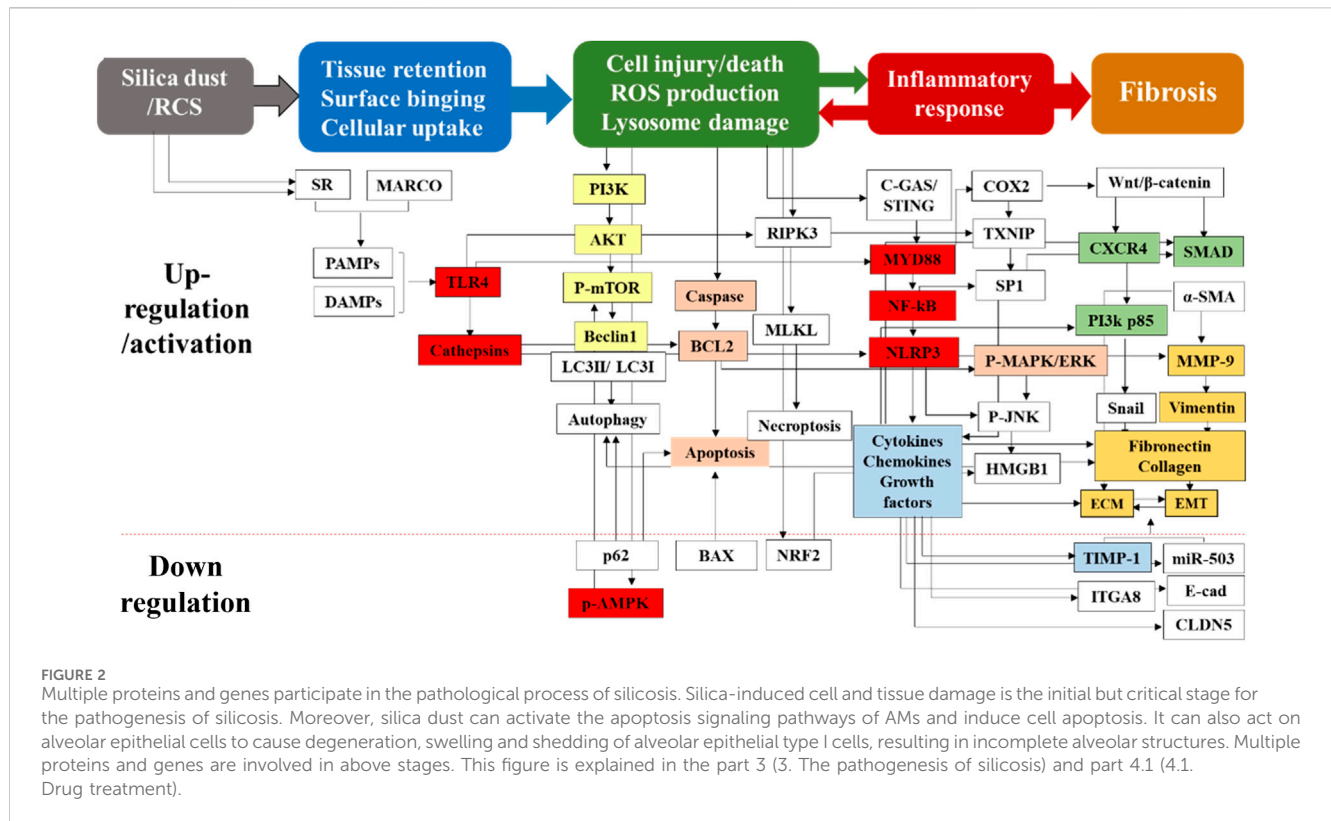 Silica dust
/RCS
Tissue retention
Surface binging
Cellular uptake
Cell injury/death
ROS production
Lysosome damage
Inflammatory
response
Fibrosis
Up-
regulation
/activation
SR
MARCO
PAMPs
DAMPs
TLR4
Cathepsins
PI3K
AKT
P-mTOR
Beclin1
LC3II/ LC3I
Autophagy
Caspase
BCL2
Apoptosis
RIPK3
MLKL
Necroptosis
C-GAS/
STING
MYD88
NF-kB
NLRP3
Cytokines
Chemokines
Growth
factors
COX2
TXNIP
SP1
P-MAPK/ERK
P-JNK
HMGB1
Wnt/β-catenin
CXCR4
SMAD
α-SMA
PI3k p85
MMP-9
Snail
Vimentin
Fibronectin
Collagen
ECM
EMT
Down
regulation
p62
p-AMPK
BAX
NRF2
TIMP-1
miR-503
ITGA8
E-cad
CLDN5
FIGURE 2
Multiple proteins and genes participate in the pathological process of silicosis. Silica-induced cell and tissue damage is the initial but critical stage for
the pathogenesis of silicosis. Moreover, silica dust can activate the apoptosis signaling pathways of AMs and induce cell apoptosis. It can also act on
alveolar epithelial cells to cause degeneration, swelling and shedding of alveolar epithelial type I cells, resulting in incomplete alveolar structures. Multiple
proteins and genes are involved in above stages. This figure is explained in the part 3 (3. The pathogenesis of silicosis) and part 4.1 (4.1.
Drug treatment).